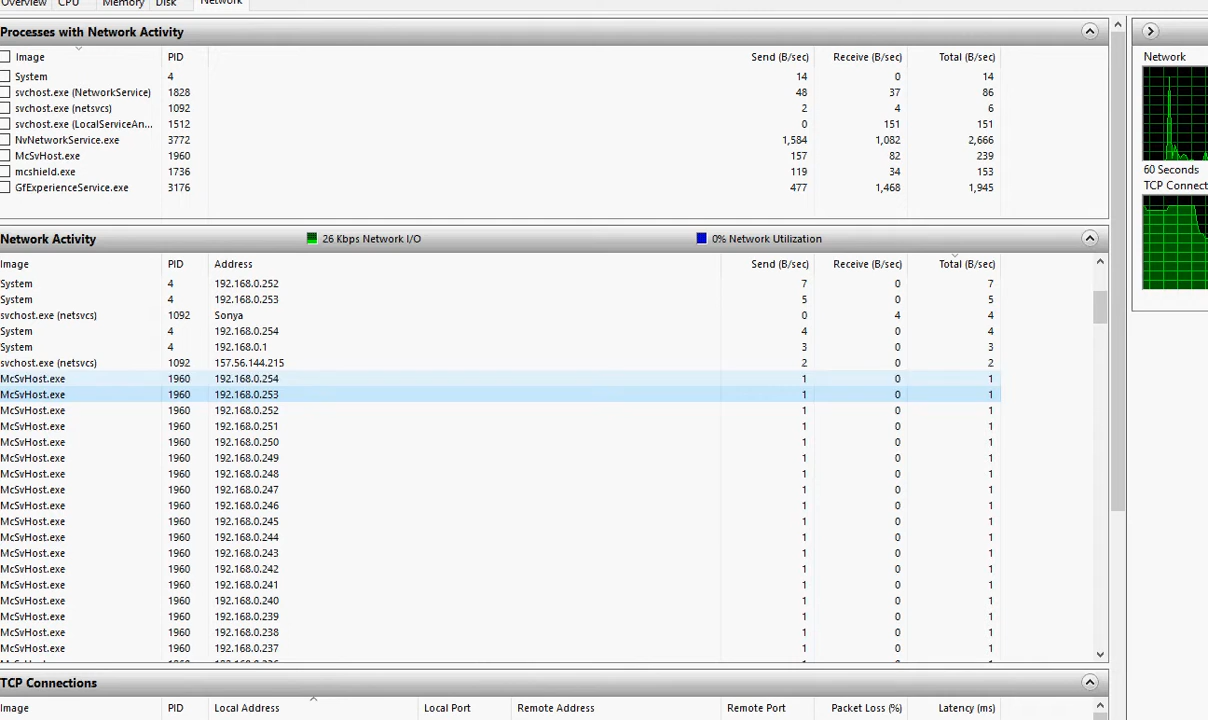 Overview CPU Memory Disk Network
Processes with Network Activity
Image PID Send (B/sec) Receive (B/sec) Total (B/sec)
System 4 14 0 14
svchost.exe (NetworkService) 1828 48 37 86
svchost.exe (netsvcs) 1092 2 4 6
svchost.exe (LocalServiceAn... 1512 0 151 151
NvNetworkService.exe 3772 1,584 1,082 2,666
McSvHost.exe 1960 157 82 239
mcshield.exe 1736 119 34 153
GfExperienceService.exe 3176 477 1,468 1,945
Network Activity 26 Kbps Network I/O 0% Network Utilization
Image PID Address Send (B/sec) Receive (B/sec) Total (B/sec)
System 4 192.168.0.252 7 0 7
System 4 192.168.0.253 5 0 5
svchost.exe (netsvcs) 1092 Sonya 0 4 4
System 4 192.168.0.254 4 0 4
System 4 192.168.0.1 3 0 3
svchost.exe (netsvcs) 1092 157.56.144.215 2 0 2
McSvHost.exe 1960 192.168.0.254 1 0 1
McSvHost.exe 1960 192.168.0.253 1 0 1
McSvHost.exe 1960 192.168.0.252 1 0 1
McSvHost.exe 1960 192.168.0.251 1 0 1
McSvHost.exe 1960 192.168.0.250 1 0 1
McSvHost.exe 1960 192.168.0.249 1 0 1
McSvHost.exe 1960 192.168.0.248 1 0 1
McSvHost.exe 1960 192.168.0.247 1 0 1
McSvHost.exe 1960 192.168.0.246 1 0 1
McSvHost.exe 1960 192.168.0.245 1 0 1
McSvHost.exe 1960 192.168.0.244 1 0 1
McSvHost.exe 1960 192.168.0.243 1 0 1
McSvHost.exe 1960 192.168.0.242 1 0 1
McSvHost.exe 1960 192.168.0.241 1 0 1
McSvHost.exe 1960 192.168.0.240 1 0 1
McSvHost.exe 1960 192.168.0.239 1 0 1
McSvHost.exe 1960 192.168.0.238 1 0 1
McSvHost.exe 1960 192.168.0.237 1 0 1
TCP Connections
Image PID Local Address Local Port Remote Address Remote Port Packet Loss (%) Latency (ms)
Network
60 Seconds
TCP Connect